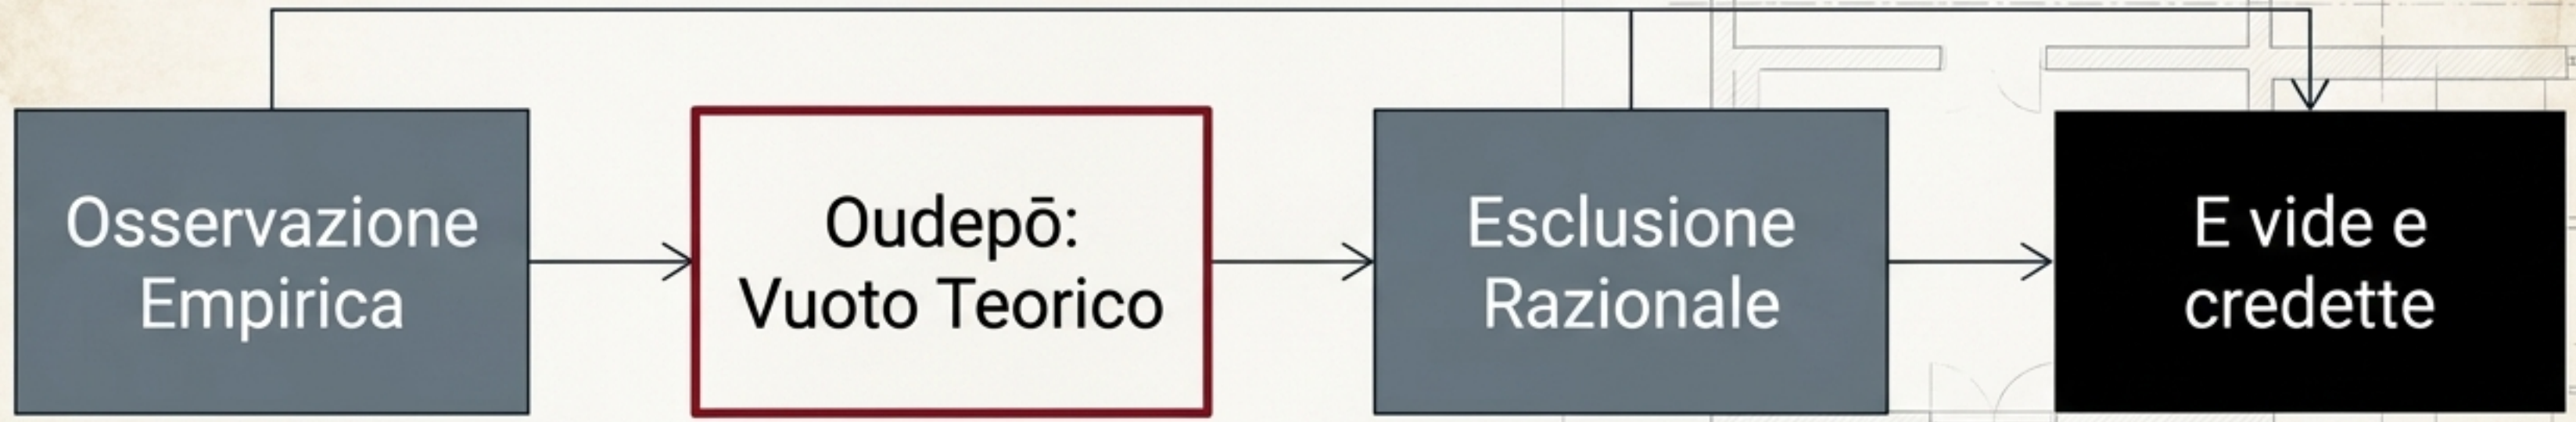 Osservazione
Empirica
Oudepō:
Vuoto Teorico
Esclusione
Razionale
E vide e
credette